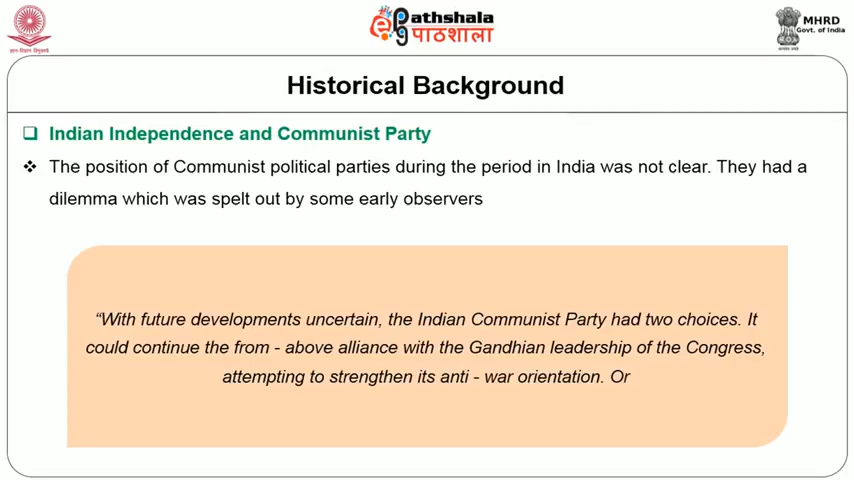 ePathshala
पाठशाला
MHRD
Govt. of India
Historical Background
Indian Independence and Communist Party
The position of Communist political parties during the period in India was not clear. They had a
dilemma which was spelt out by some early observers
“With future developments uncertain, the Indian Communist Party had two choices. It
could continue the from - above alliance with the Gandhian leadership of the Congress,
attempting to strengthen its anti - war orientation. Or